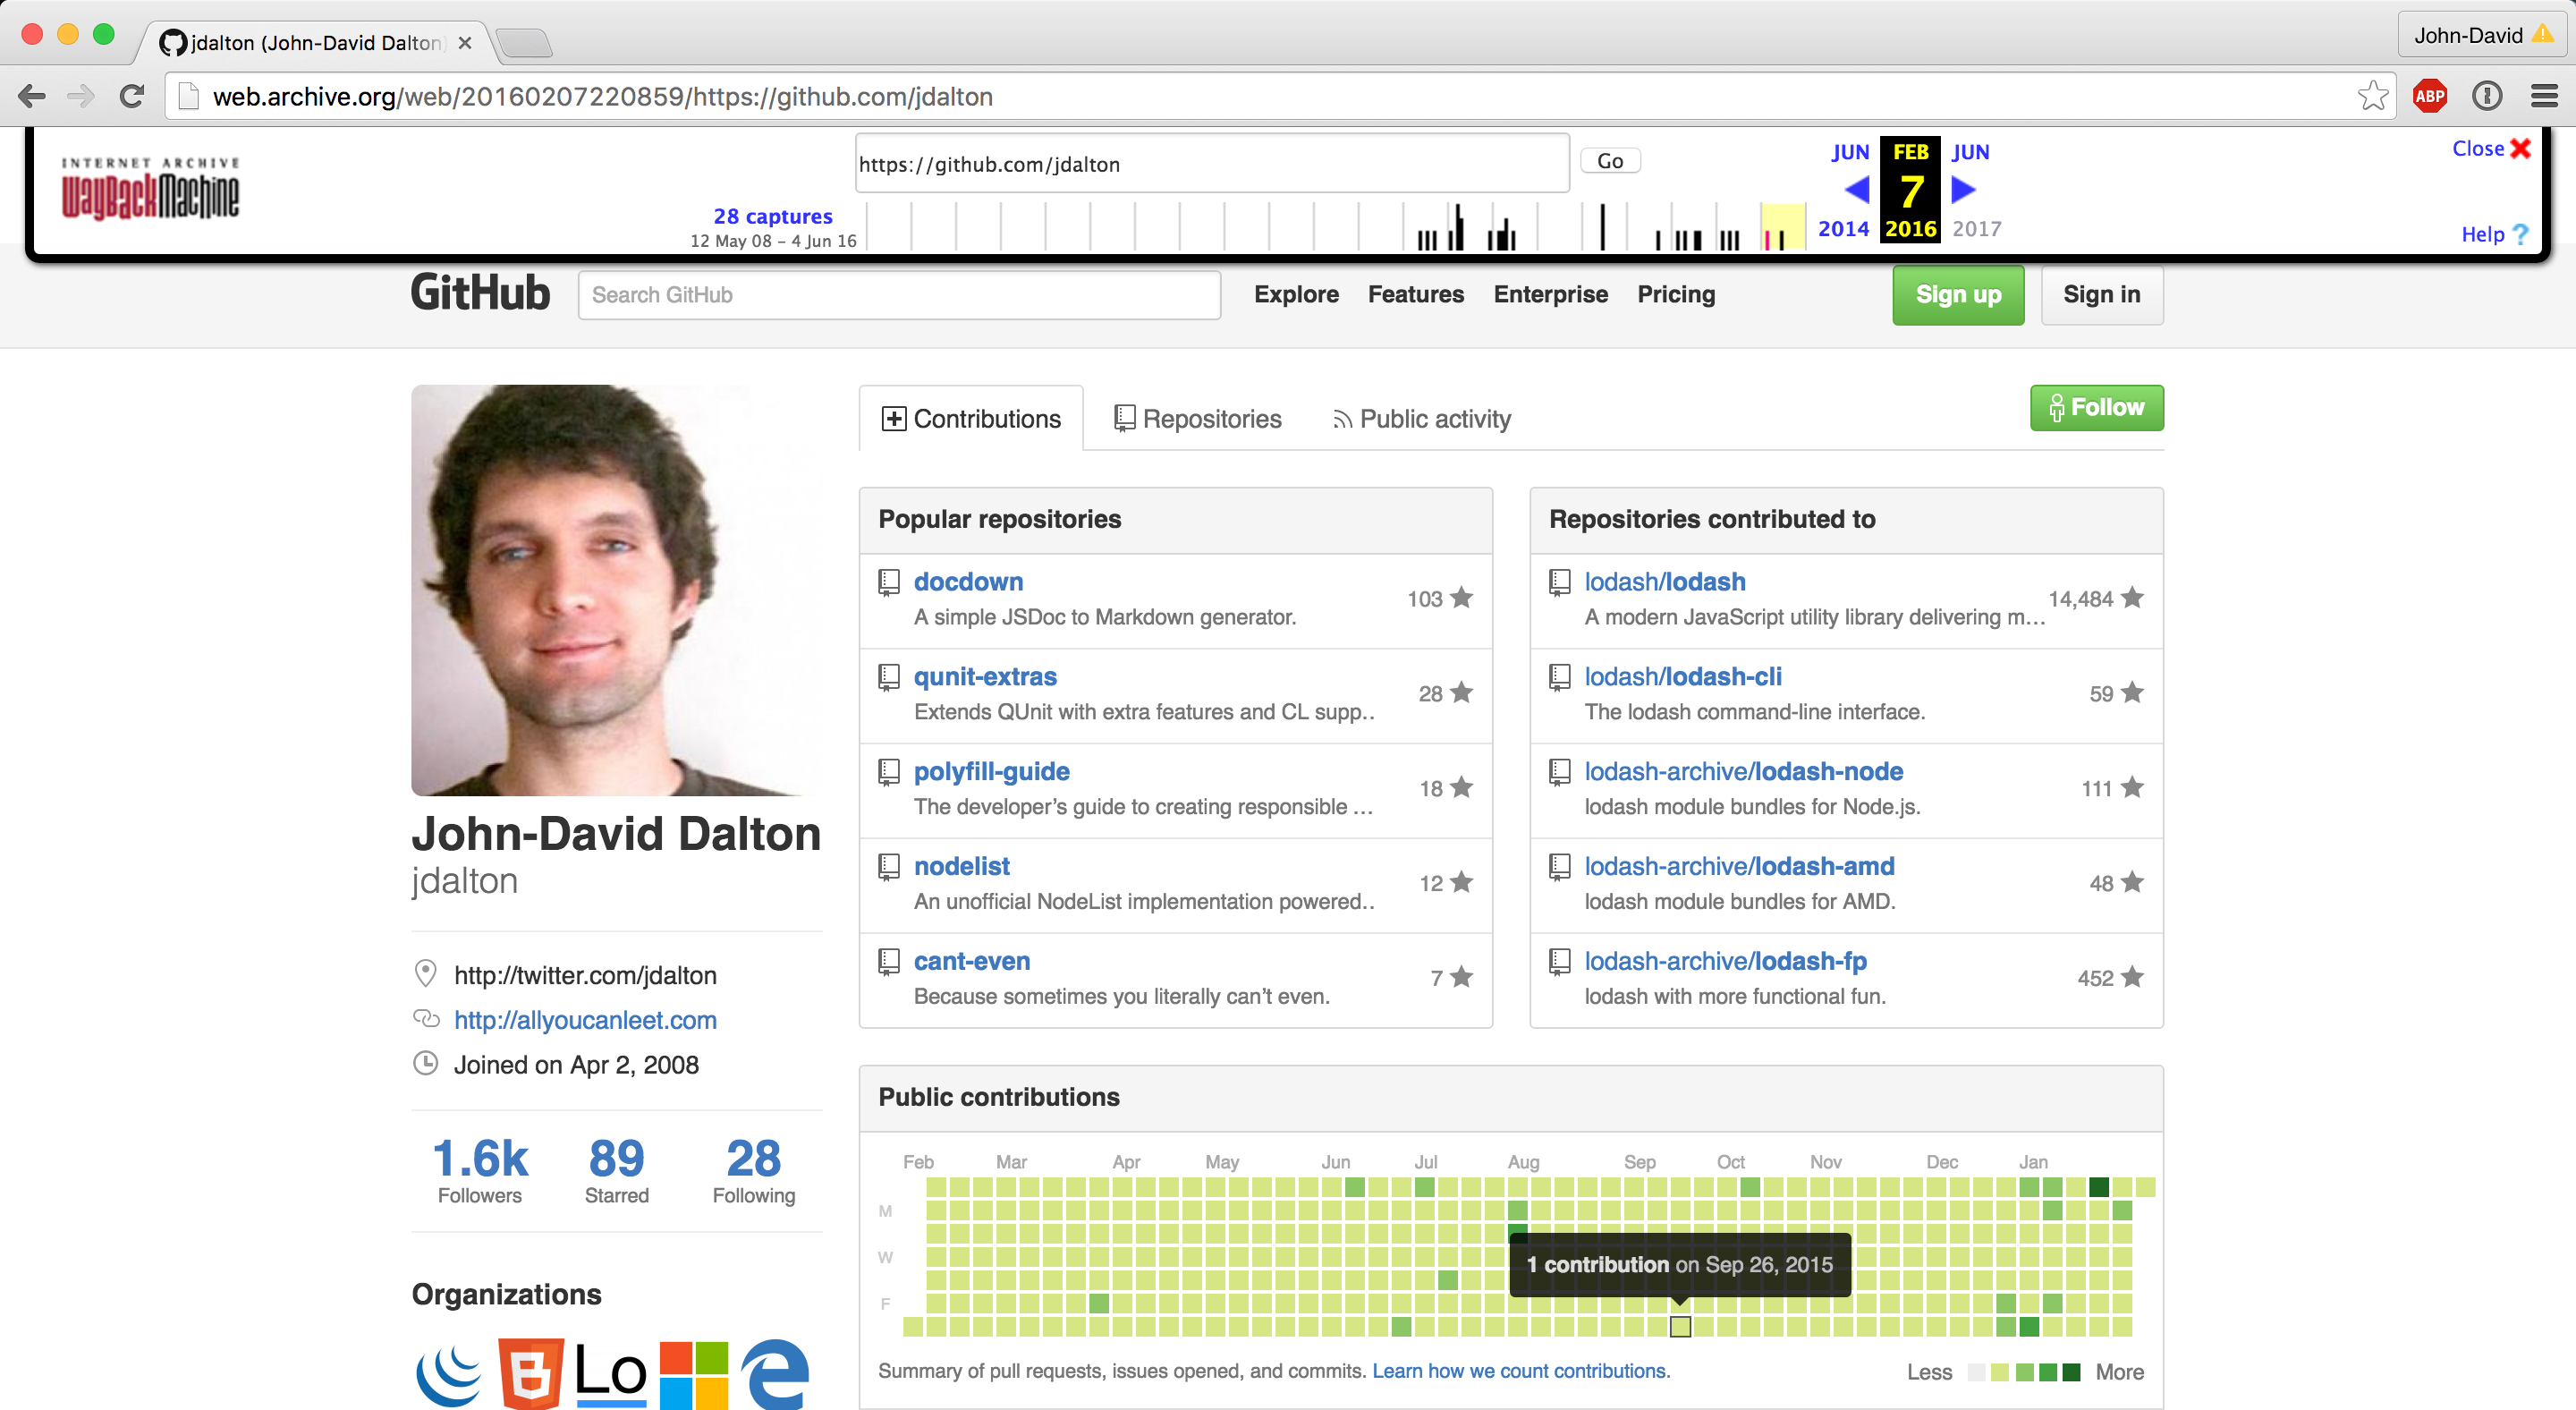 jdalton (John-David Dalton)
John-David
web.archive.org/web/20160207220859/https://github.com/jdalton
INTERNET ARCHIVE
WayBackMachine
https://github.com/jdalton
Go
28 captures
12 May 08 – 4 Jun 16
JUN FEB JUN
7
2014 2016 2017
Close
Help ?
ABP
GitHub
Search GitHub
Explore Features Enterprise Pricing
Sign up Sign in
Contributions Repositories Public activity
Follow
John-David Dalton
jdalton
http://twitter.com/jdalton
http://allyoucanleet.com
Joined on Apr 2, 2008
1.6k 89 28
Followers Starred Following
Organizations
Lo
Popular repositories
docdown
103
A simple JSDoc to Markdown generator.
qunit-extras
28
Extends QUnit with extra features and CL supp..
polyfill-guide
18
The developer’s guide to creating responsible …
nodelist
12
An unofficial NodeList implementation powered..
cant-even
7
Because sometimes you literally can’t even.
Repositories contributed to
lodash/lodash
14,484
A modern JavaScript utility library delivering m…
lodash/lodash-cli
59
The lodash command-line interface.
lodash-archive/lodash-node
111
lodash module bundles for Node.js.
lodash-archive/lodash-amd
48
lodash module bundles for AMD.
lodash-archive/lodash-fp
452
lodash with more functional fun.
Public contributions
Feb Mar Apr May Jun Jul Aug Sep Oct Nov Dec Jan
M
W
F
1 contribution on Sep 26, 2015
Summary of pull requests, issues opened, and commits. Learn how we count contributions.
Less More